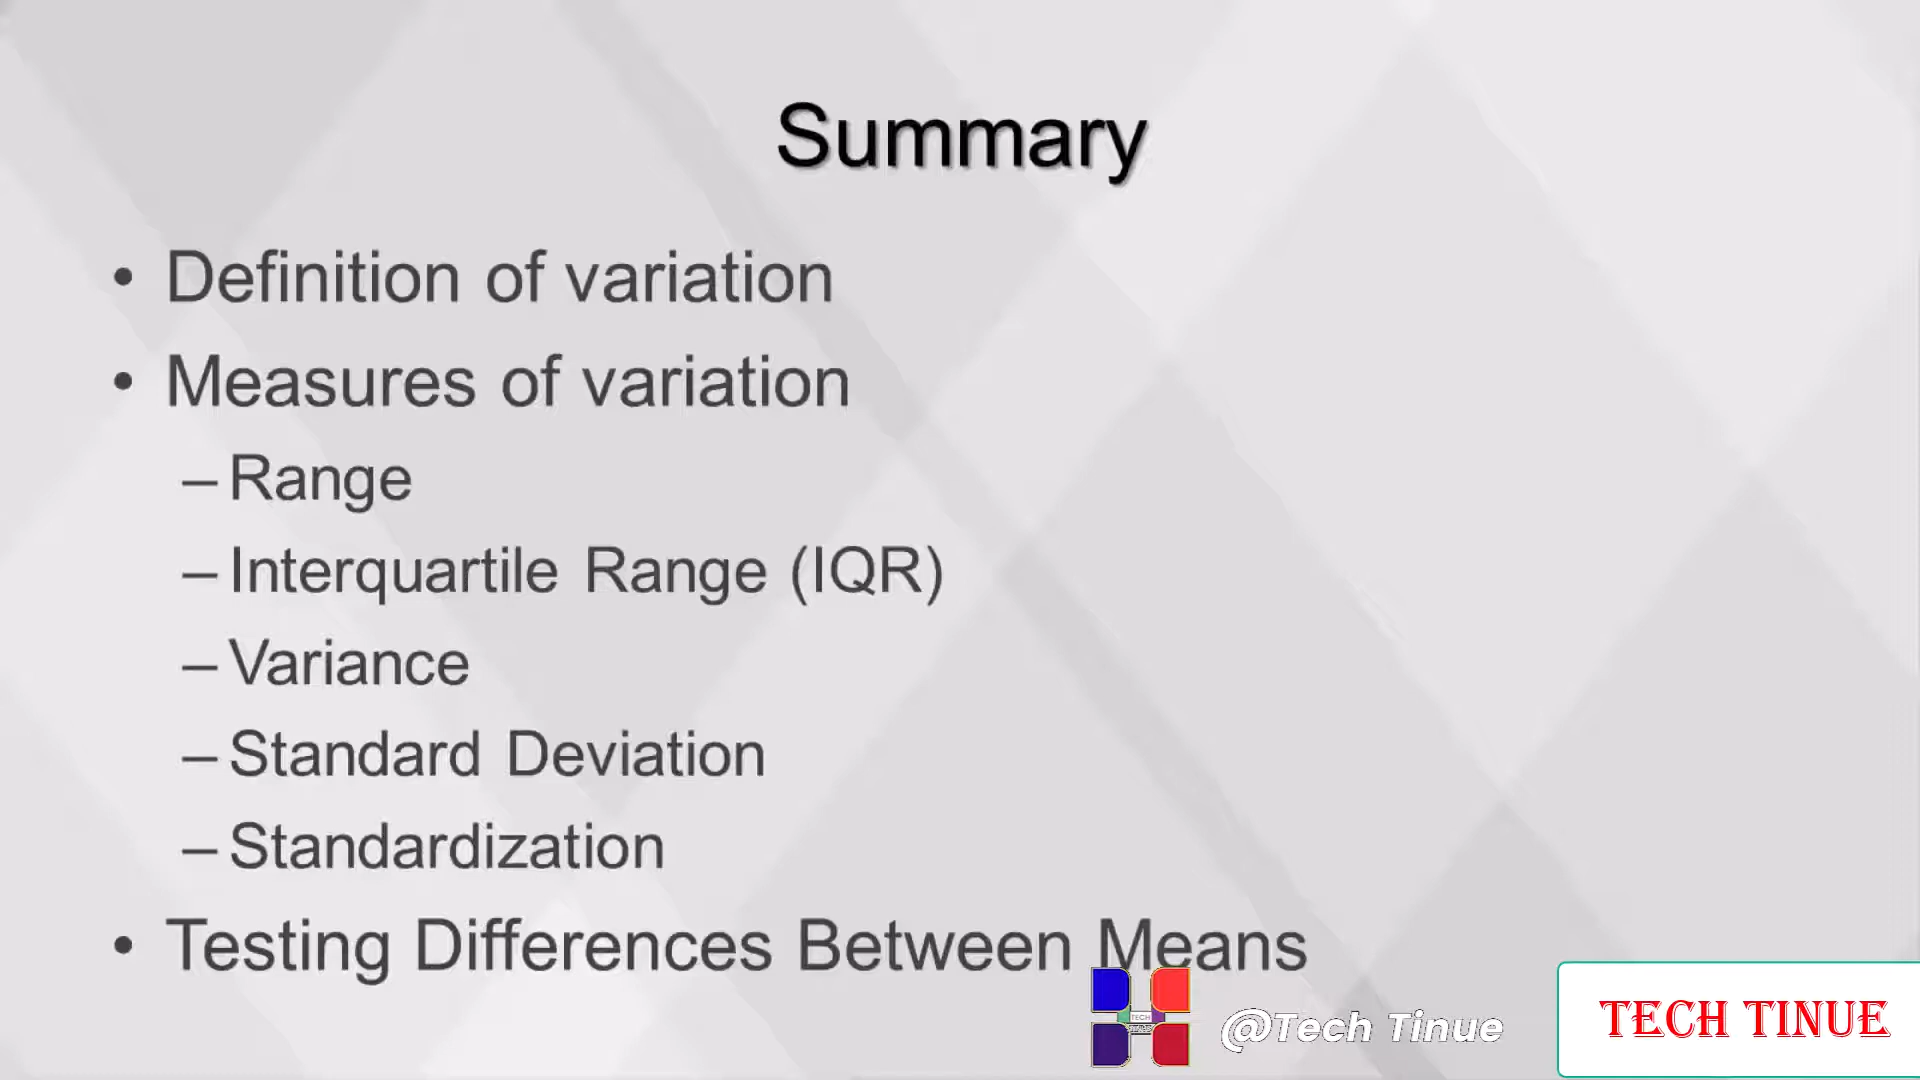 Summary
• Definition of variation
• Measures of variation
– Range
– Interquartile Range (IQR)
– Variance
– Standard Deviation
– Standardization
• Testing Differences Between Means
TECH
@Tech Tinue
TECH TINUE